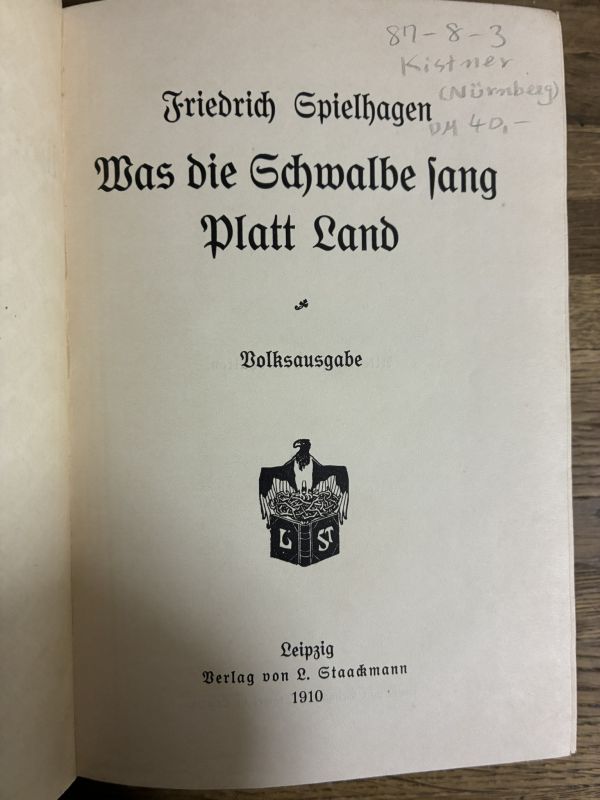 87-8-3
Kistner
(Nürnberg)
DM 40,-
Friedrich Spielhagen
Was die Schwalbe ſang
Platt Land
Volksausgabe
L ST
Leipzig
Verlag von L. Staackmann
1910